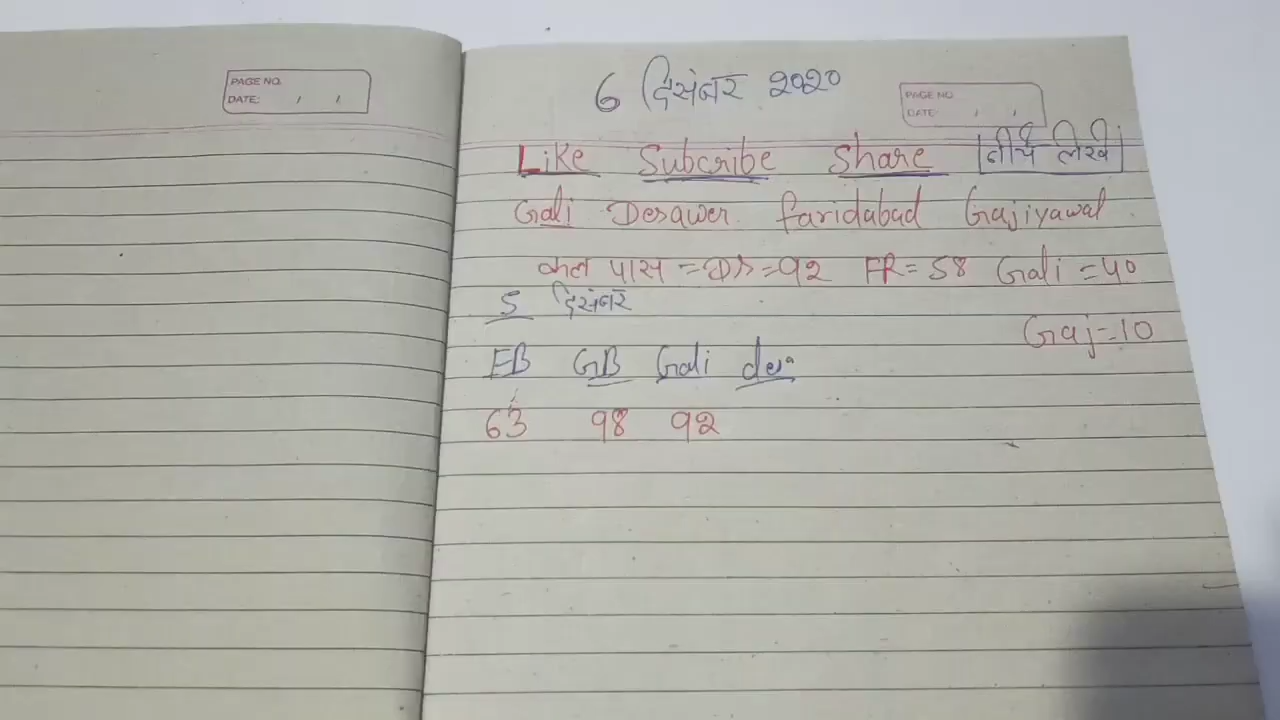 PAGE NO.
DATE: / /
6 दिसंबर 2020
PAGE NO.
DATE: / /
Like Subcribe Share नीचे लिखे
Gali Desawer faridabad Gajiyawal
कल पास = DS = 92 FR = 58 Gali = 40
5 दिसंबर
Gaj = 10
FB GB Gali des
63 98 92